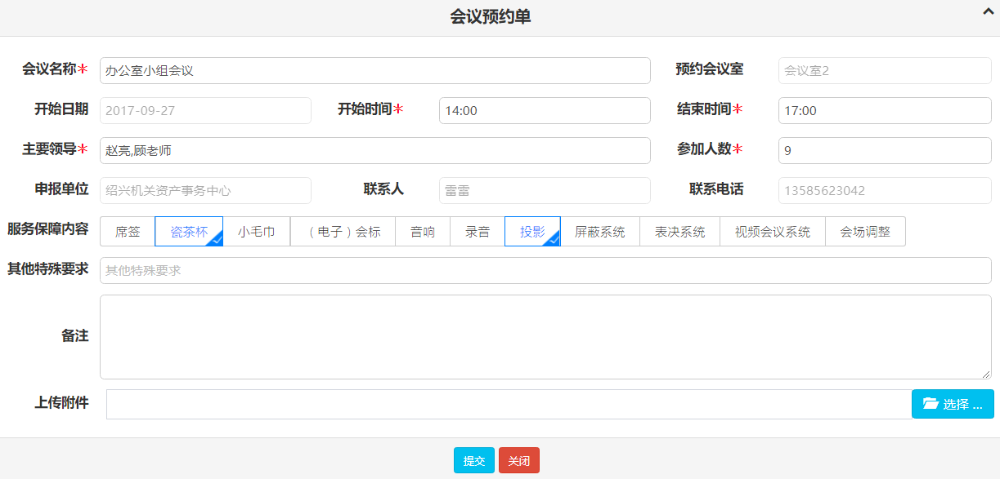 会议预约单
会议名称* 办公室小组会议 预约会议室 会议室2
开始日期 2017-09-27 开始时间* 14:00 结束时间* 17:00
主要领导* 赵亮,顾老师 参加人数* 9
申报单位 绍兴机关资产事务中心 联系人 雷雷 联系电话 13585623042
服务保障内容 席签 瓷茶杯 小毛巾 （电子）会标 音响 录音 投影 屏蔽系统 表决系统 视频会议系统 会场调整
其他特殊要求 其他特殊要求
备注
上传附件 选择 ...
提交 关闭